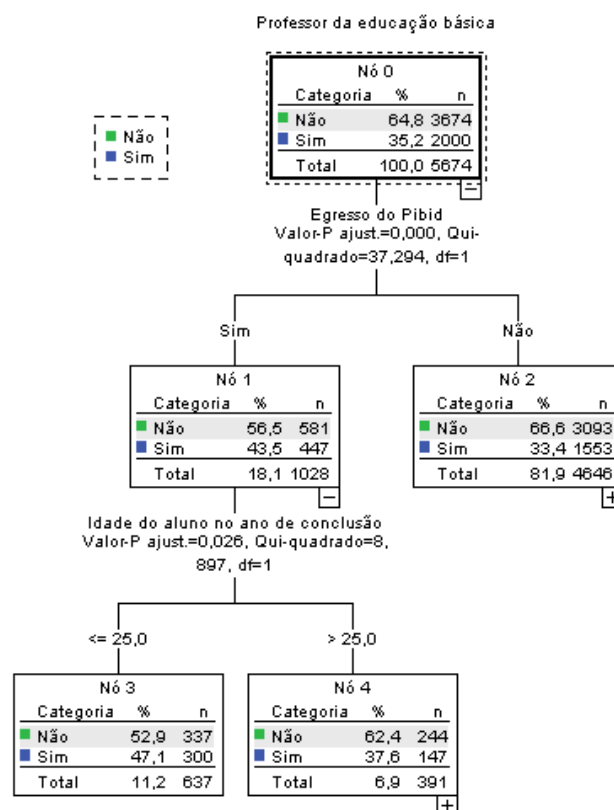 Professor da educação básica
Não
Sim
Nó 0
Categoria % n
Não 64,8 3674
Sim 35,2 2000
Total 100,0 5674
Egresso do Pibid
Valor-P ajust.=0,000, Qui-
quadrado=37,294, df=1
Sim
Não
Nó 1
Categoria % n
Não 56,5 581
Sim 43,5 447
Total 18,1 1028
Nó 2
Categoria % n
Não 66,6 3093
Sim 33,4 1553
Total 81,9 4646
Idade do aluno no ano de conclusão
Valor-P ajust.=0,026, Qui-quadrado=8,
897, df=1
<= 25,0
> 25,0
Nó 3
Categoria % n
Não 52,9 337
Sim 47,1 300
Total 11,2 637
Nó 4
Categoria % n
Não 62,4 244
Sim 37,6 147
Total 6,9 391